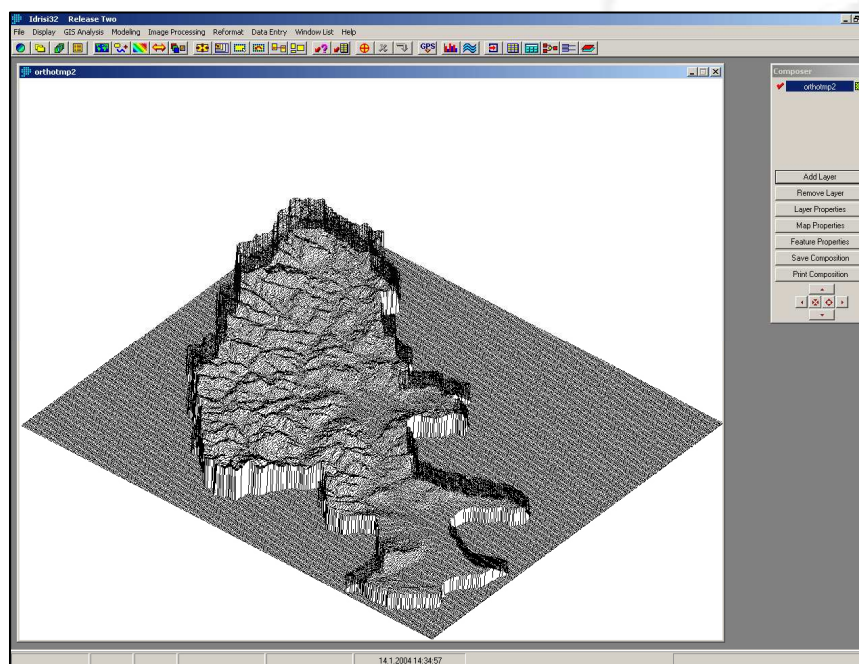 Idrisi32 Release Two
File Display GIS Analysis Modeling Image Processing Reformat Data Entry Window List Help
GPS
orthotmp2
Composer
orthotmp2
Add Layer
Remove Layer
Layer Properties
Map Properties
Feature Properties
Save Composition
Print Composition
14.1.2004 14:34:57